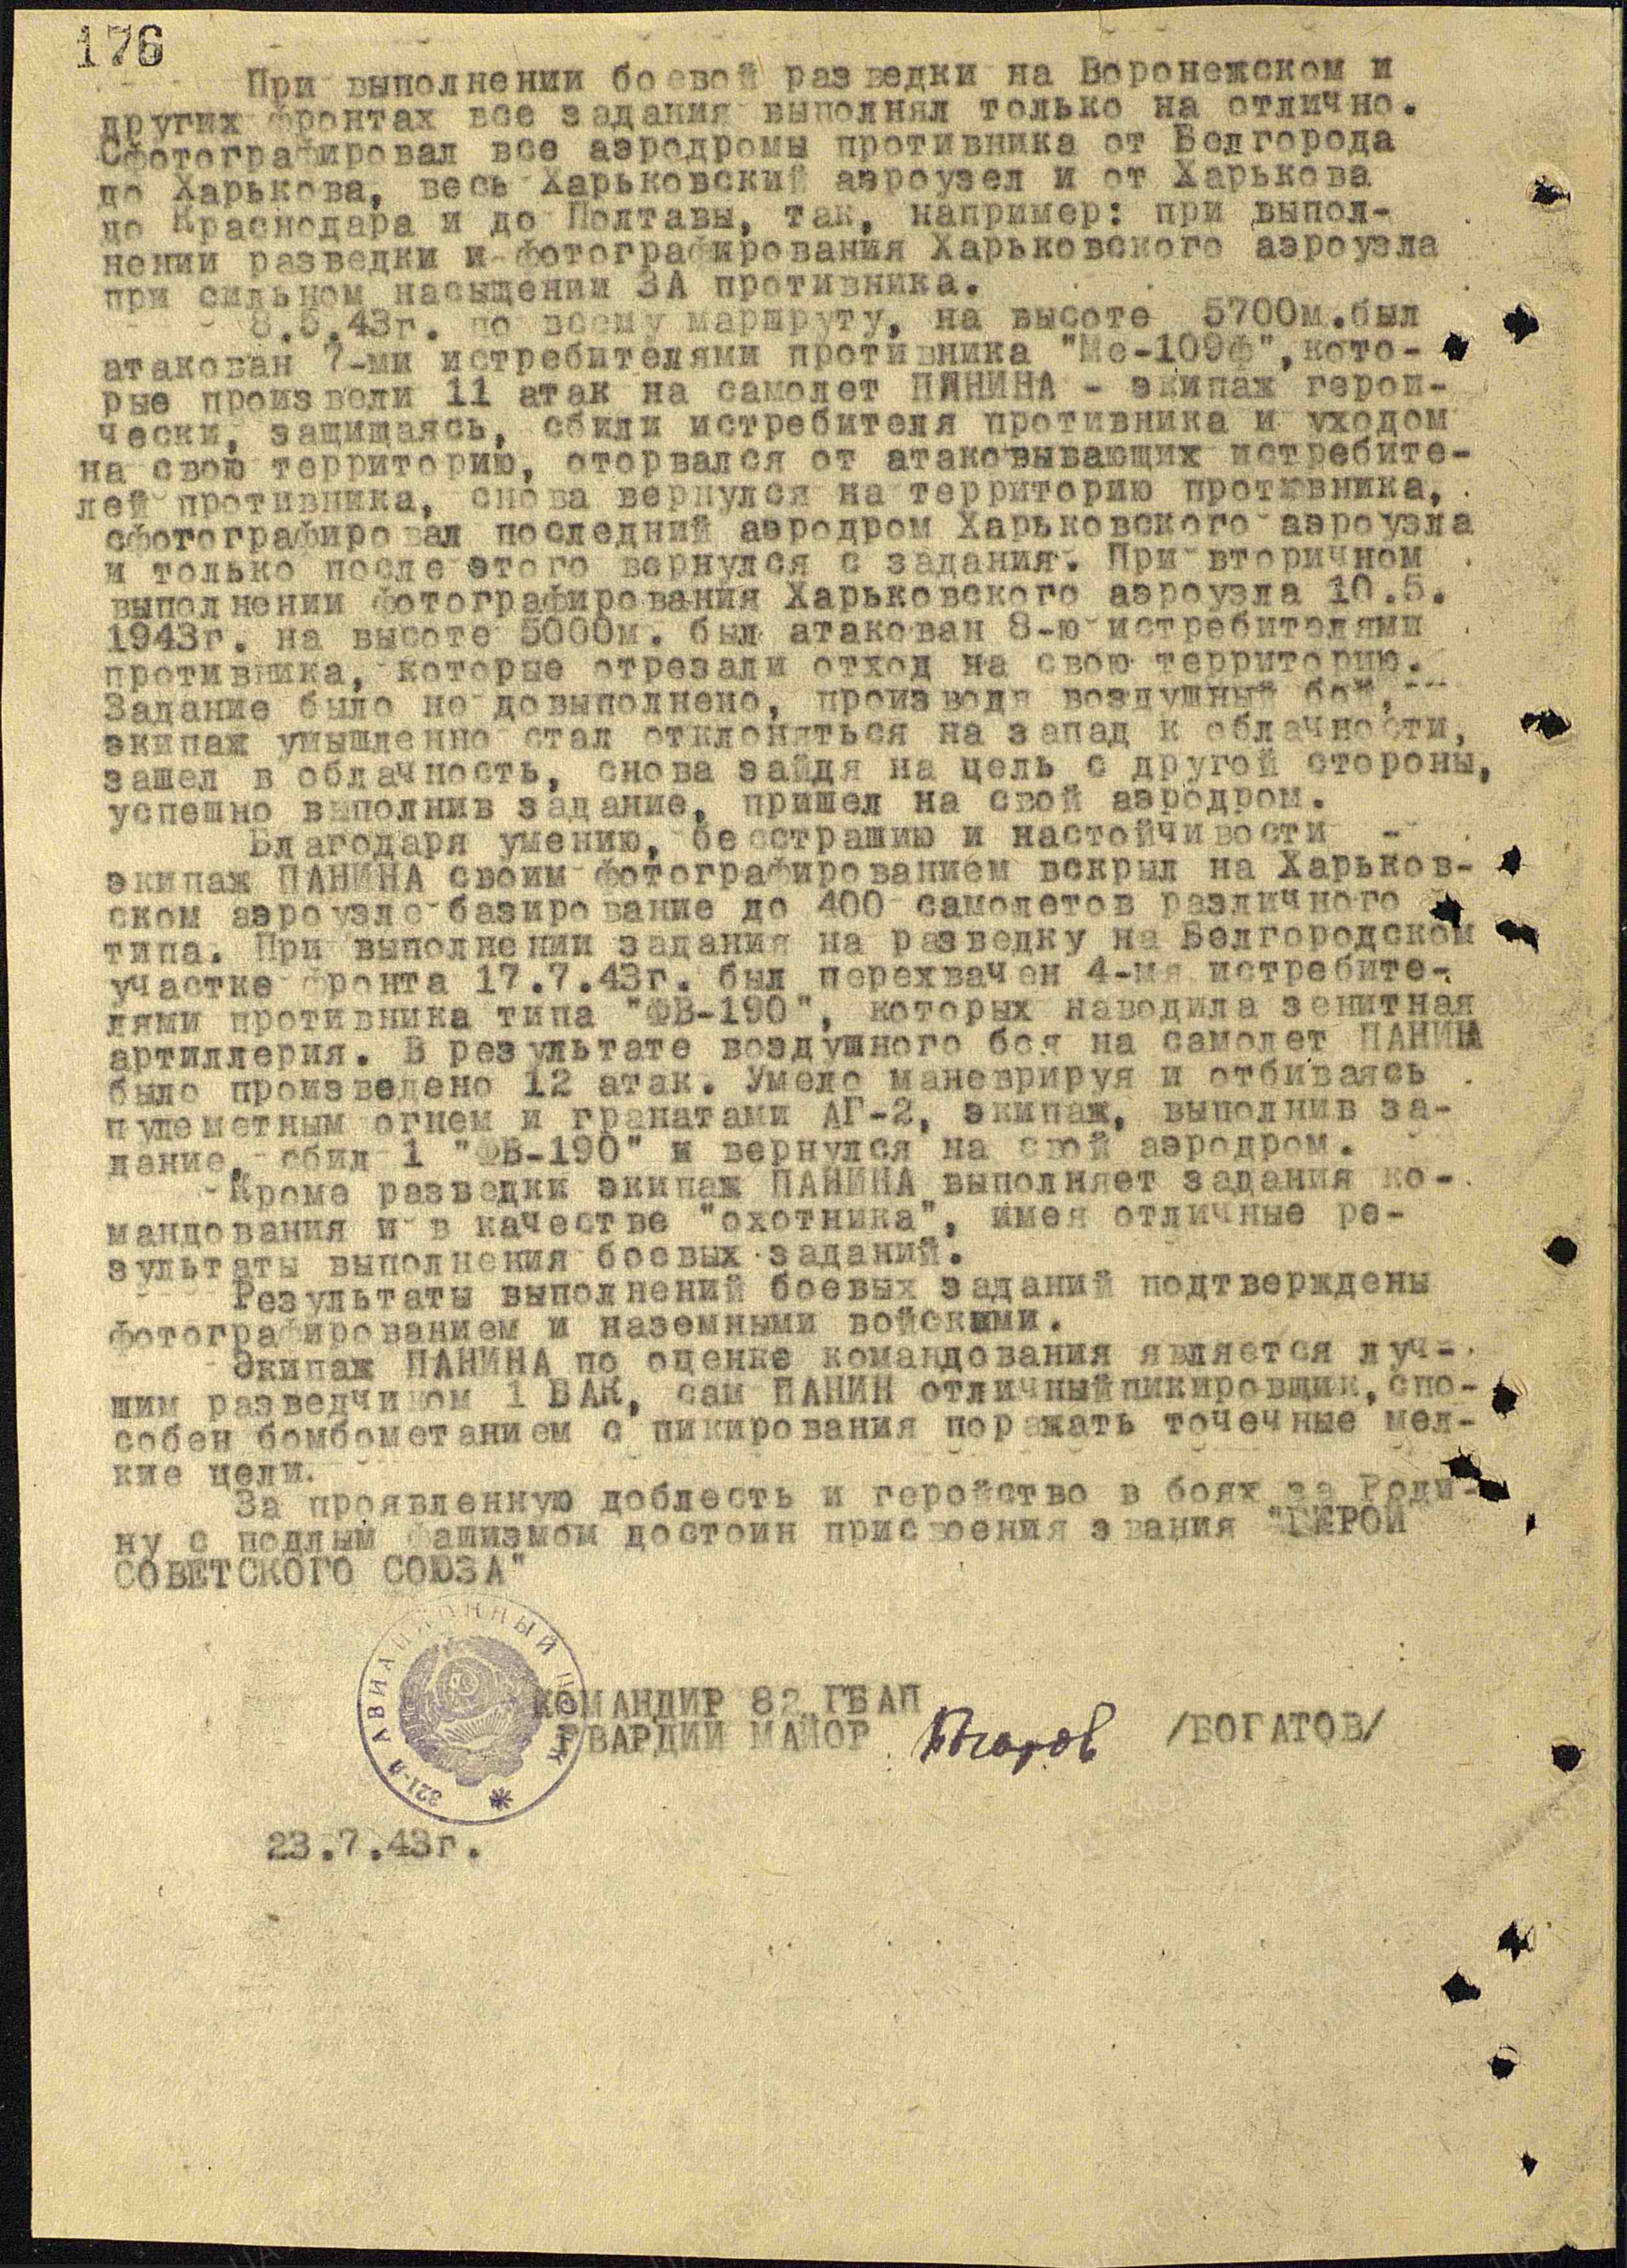 176
При выполнении боевой разведки на Воронежском и
других фронтах все задания выполнял только на отлично.
Сфотографировал все аэродромы противника от Белгорода
до Харькова, весь Харьковский аэроузел и от Харькова
до Краснодара и до Полтавы, так, например: при выпол-
нении разведки и фотографирования Харьковского аэроузла
при сильном насыщении ЗА противника.
8.5.43г. по всему маршруту, на высоте 5700м.был
атакован 7-ми истребителями противника "Ме-109ф", кото-
рые произвели 11 атак на самолет ПАНИНА - экипаж герои-
чески, защищаясь, сбили истребителя противника и уходом
на свою территорию, оторвался от атаковывающих истребите-
лей противника, снова вернулся на территорию противника,
сфотографировал последний аэродром Харьковского аэроузла
и только после этого вернулся с задания. При вторичном
выполнении фотографирования Харьковского аэроузла 10.5.
1943г. на высоте 5000м. был атакован 8-ю истребителями
противника, которые отрезали отход на свою территорию.
Задание было не довыполнено, производя воздушный бой,
экипаж умышленно стал отклоняться на запад к облачности,
зашел в облачность, снова зайдя на цель с другой стороны,
успешно выполнив задание, пришел на свой аэродром.
Благодаря умению, бесстрашию и настойчивости -
экипаж ПАНИНА своим фотографированием вскрыл на Харьков-
ском аэроузле базирование до 400 самолетов различного
типа. При выполнении задания на разведку на Белгородском
участке фронта 17.7.43г. был перехвачен 4-мя истребите-
лями противника типа "ФВ-190", которых наводила зенитная
артиллерия. В результате воздушного боя на самолет ПАНИНА
было произведено 12 атак. Умело маневрируя и отбиваясь
пулеметным огнем и гранатами АГ-2, экипаж, выполнив за-
дание, сбил 1 "ФВ-190" и вернулся на свой аэродром.
Кроме разведки экипаж ПАНИНА выполняет задания ко-
мандования и в качестве "охотника", имея отличные ре-
зультаты выполнения боевых заданий.
Результаты выполнений боевых заданий подтверждены
фотографированием и наземными войсками.
Экипаж ПАНИНА по оценке командования является луч-
шим разведчиком 1 БАК, сам ПАНИН отличный пикировщик, спо-
собен бомбометанием с пикирования поражать точечные мел-
кие цели.
За проявленную доблесть и геройство в боях за Роди-
ну с подлым фашизмом достоин присвоения звания "ГЕРОЙ
СОВЕТСКОГО СОЮЗА"
321-й АВИАЦИОННЫЙ ПОЛК
КОМАНДИР 82 ГБАП
ГВАРДИИ МАЙОР Богатов /БОГАТОВ/
23.7.43г.